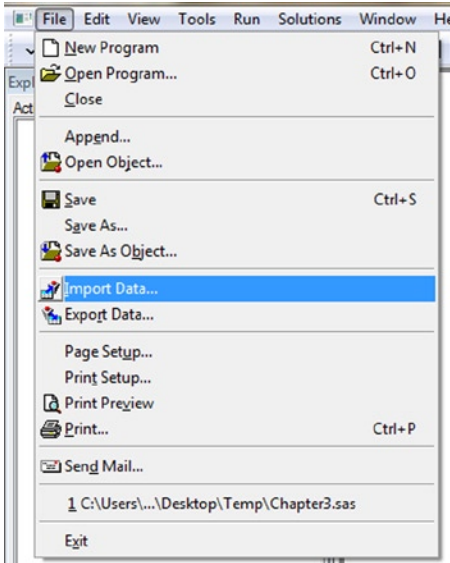 File Edit View Tools Run Solutions Window He
New Program Ctrl+N
Expl
Open Program... Ctrl+O
Act
Close
Append...
Open Object...
Save Ctrl+S
Save As...
Save As Object...
Import Data...
Export Data...
Page Setup...
Print Setup...
Print Preview
Print... Ctrl+P
Send Mail...
1 C:\Users\...\Desktop\Temp\Chapter3.sas
Exit